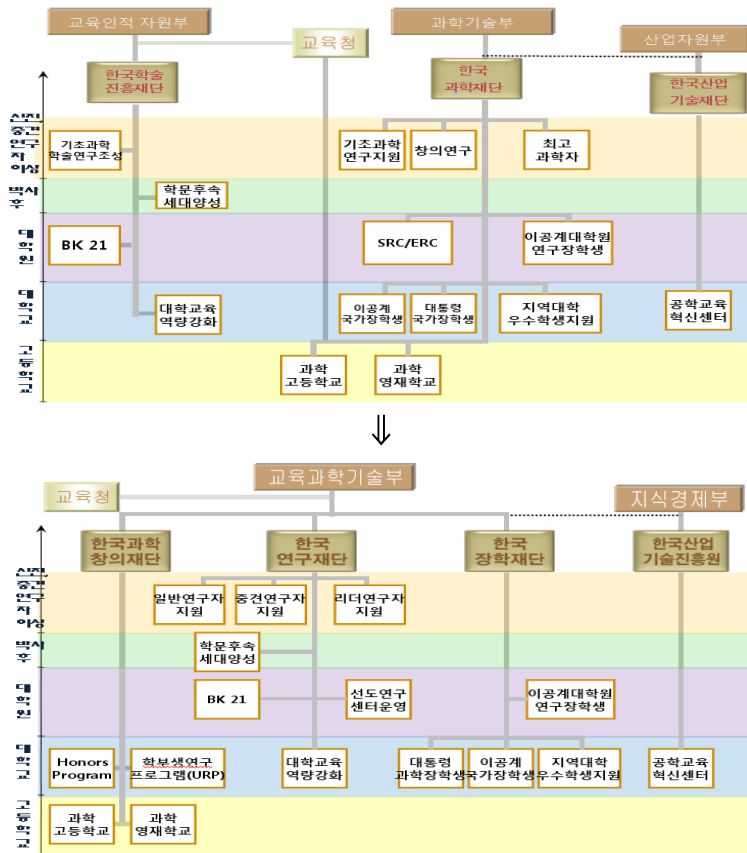 교육인적 자원부
과학기술부
교육청
산업자원부
한국학술
진흥재단
한국
과학재단
한국산업
기술재단
신진
중견
연구
자
이상
기초과학
학술연구조성
기초과학
연구지원
창의연구
최고
과학자
박사
후
학문후속
세대양성
대
학
원
BK 21
SRC/ERC
이공계대학원
연구장학생
대
학
교
대학교육
역량강화
이공계
국가장학생
대통령
국가장학생
지역대학
우수학생지원
공학교육
혁신센터
고
등
학
교
과학
고등학교
과학
영재학교
⇓
교육과학기술부
교육청
지식경제부
한국과학
창의재단
한국
연구재단
한국
장학재단
한국산업
기술진흥원
신진
중견
연구
자
이상
일반연구자
지원
중견연구자
지원
리더연구자
지원
박사
후
학문후속
세대양성
대
학
원
BK 21
선도연구
센터운영
이공계대학원
연구장학생
대
학
교
Honors
Program
학부생연구
프로그램(URP)
대학교육
역량강화
대통령
과학장학생
이공계
국가장학생
지역대학
우수학생지원
공학교육
혁신센터
고
등
학
교
과학
고등학교
과학
영재학교